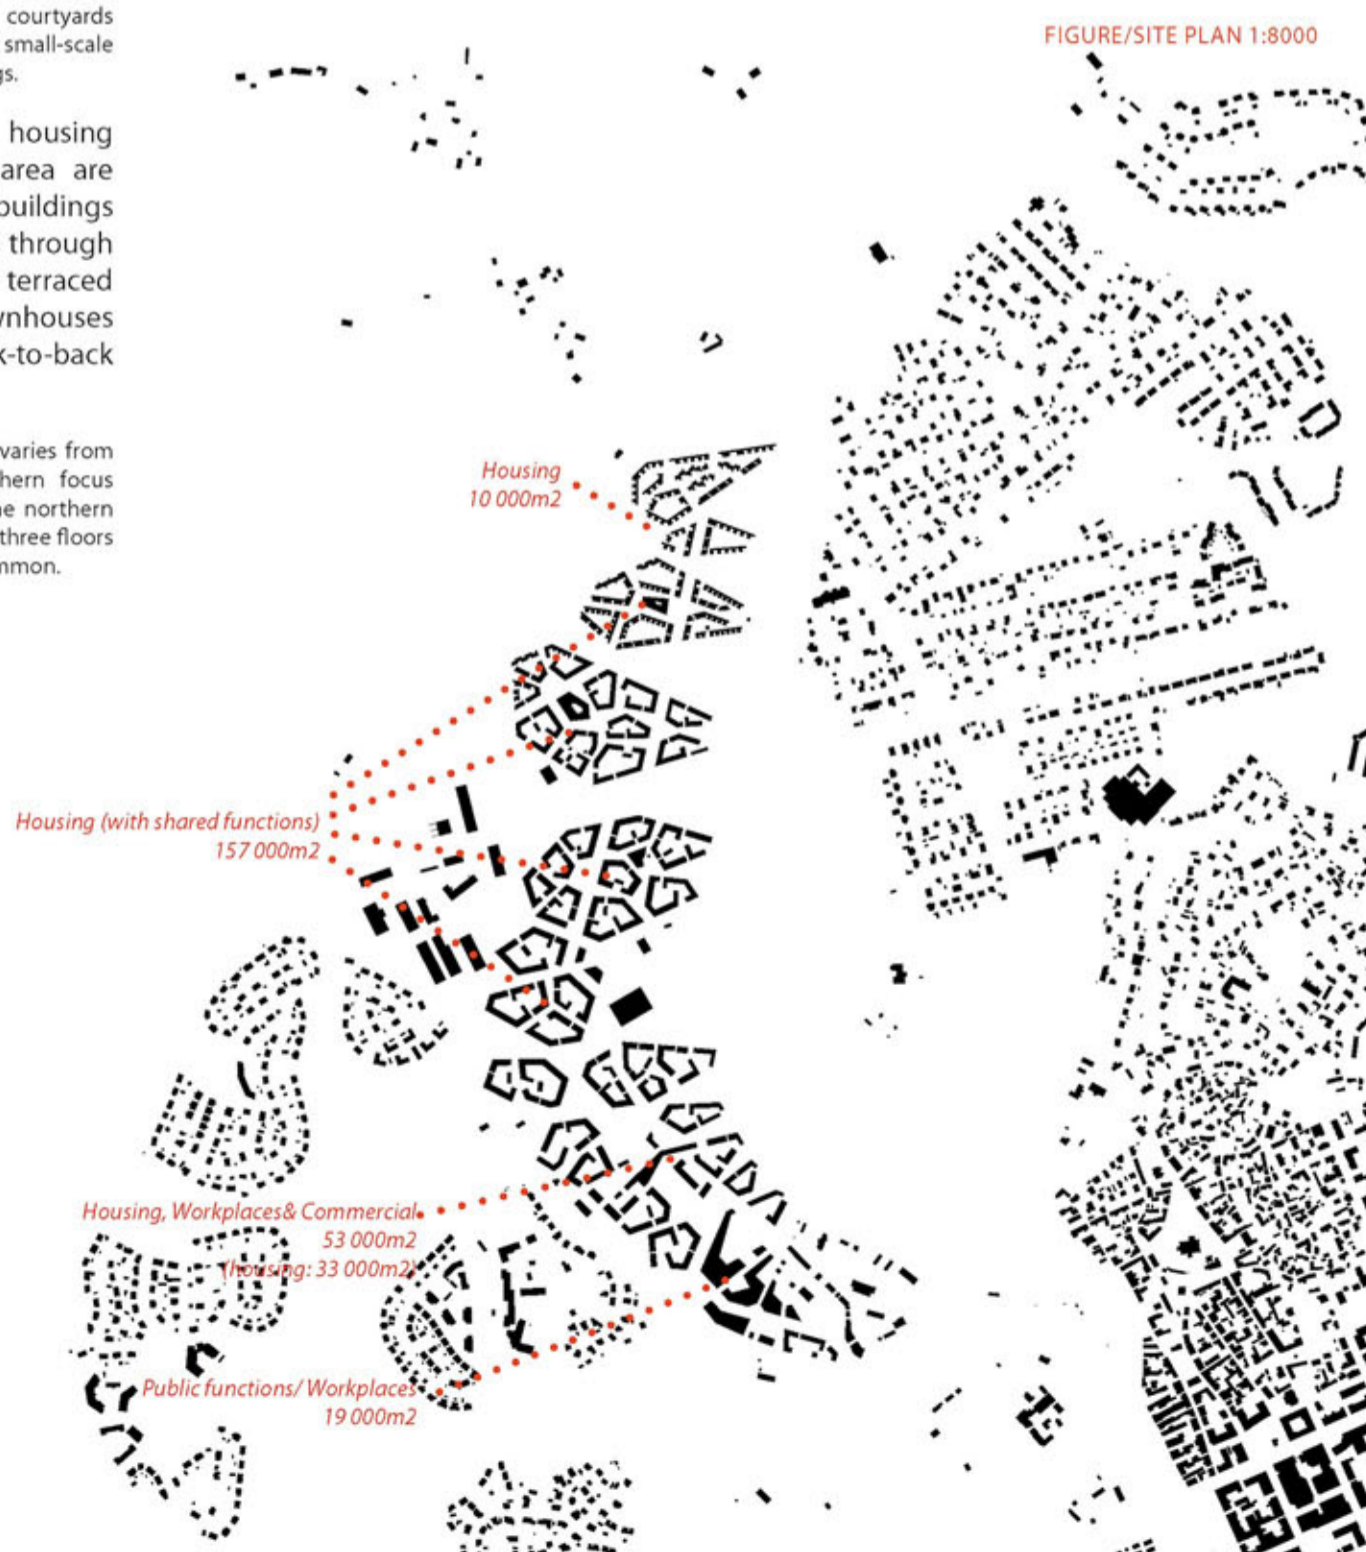 courtyards
small-scale
gs.
housing
area are
buildings
through
terraced
wnhouses
k-to-back
varies from
hern focus
ne northern
three floors
mmon.
FIGURE/SITE PLAN 1:8000
Housing
10 000m2
Housing (with shared functions)
157 000m2
Housing, Workplaces& Commercial
53 000m2
(housing: 33 000m2)
Public functions/ Workplaces
19 000m2